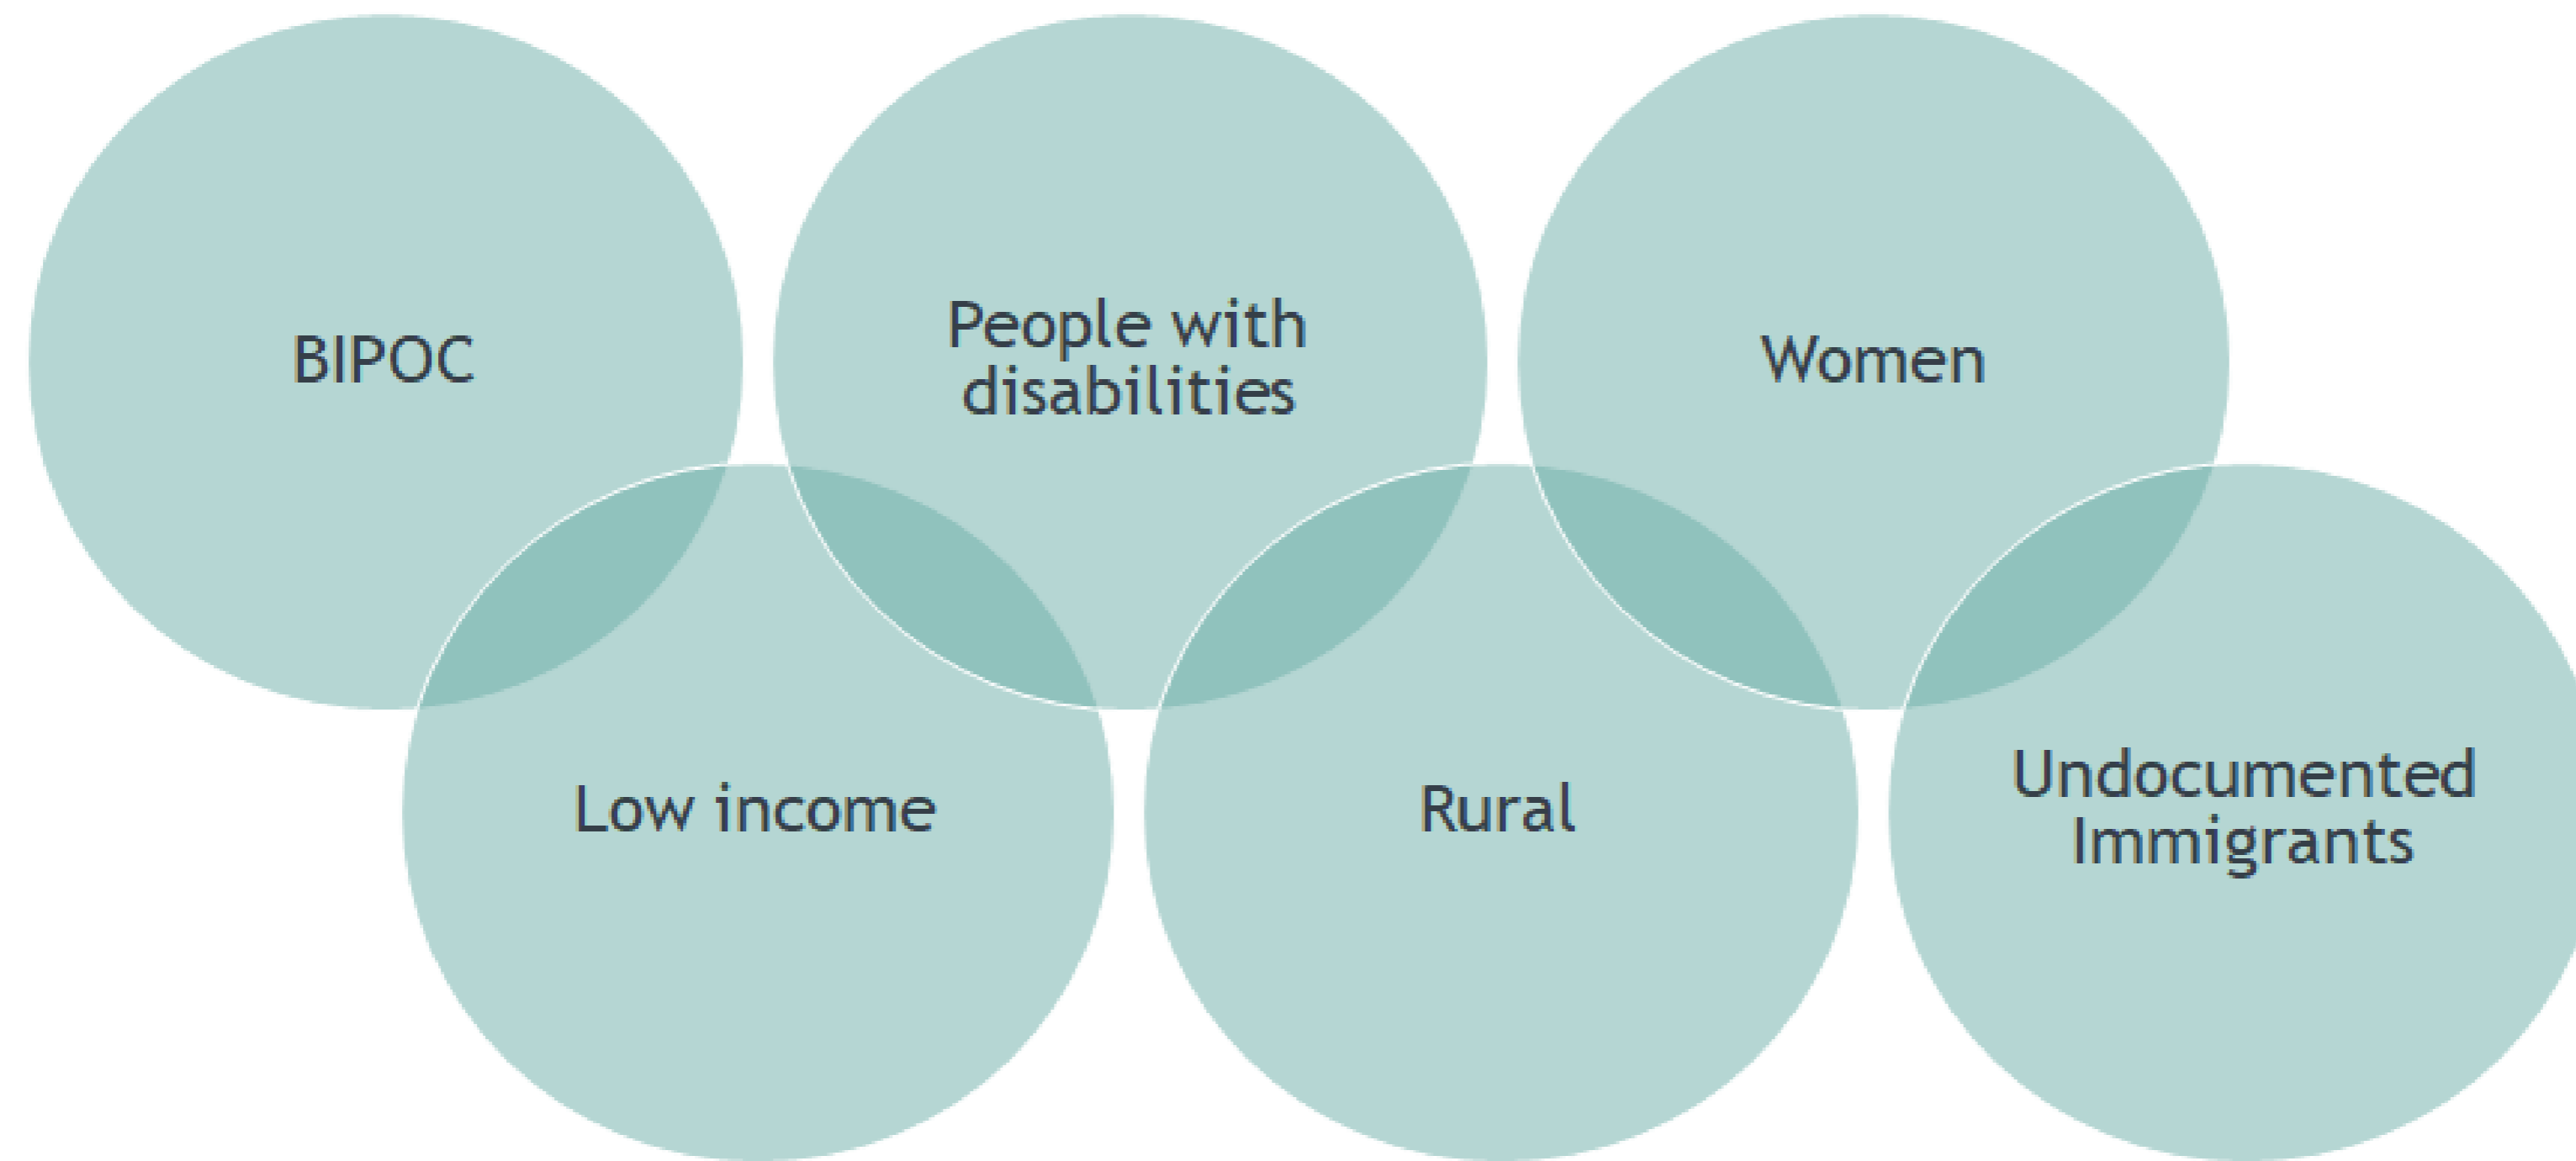 BIPOC
People with
disabilities
Women
Low income
Rural
Undocumented
Immigrants